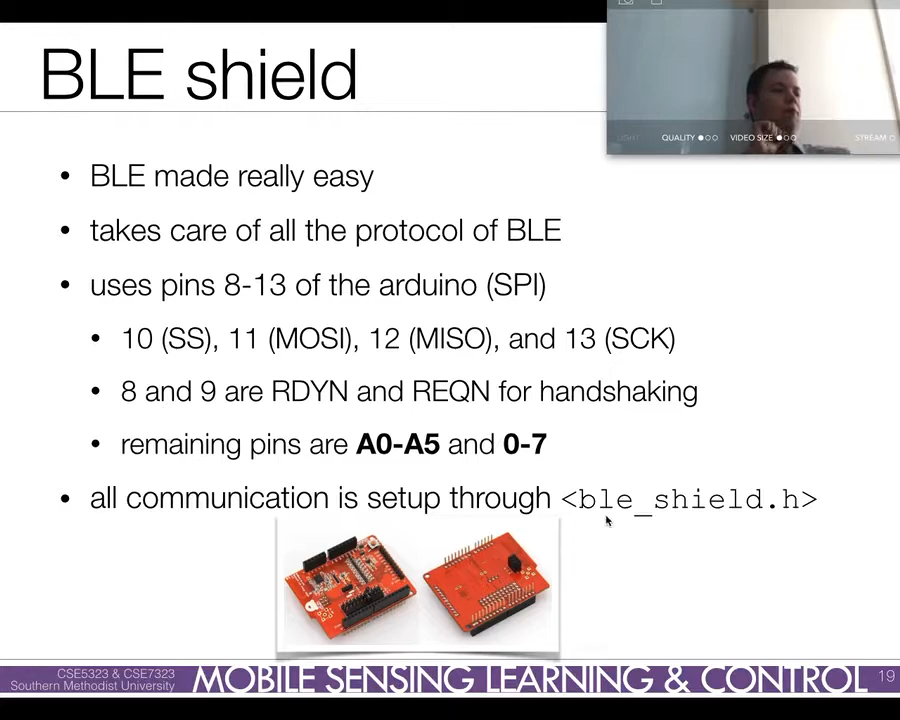 BLE shield
LIGHT QUALITY VIDEO SIZE STREAM
• BLE made really easy
• takes care of all the protocol of BLE
• uses pins 8-13 of the arduino (SPI)
• 10 (SS), 11 (MOSI), 12 (MISO), and 13 (SCK)
• 8 and 9 are RDYN and REQN for handshaking
• remaining pins are A0-A5 and 0-7
• all communication is setup through <ble_shield.h>
CSE5323 & CSE7323
Southern Methodist University
MOBILE SENSING LEARNING & CONTROL
19